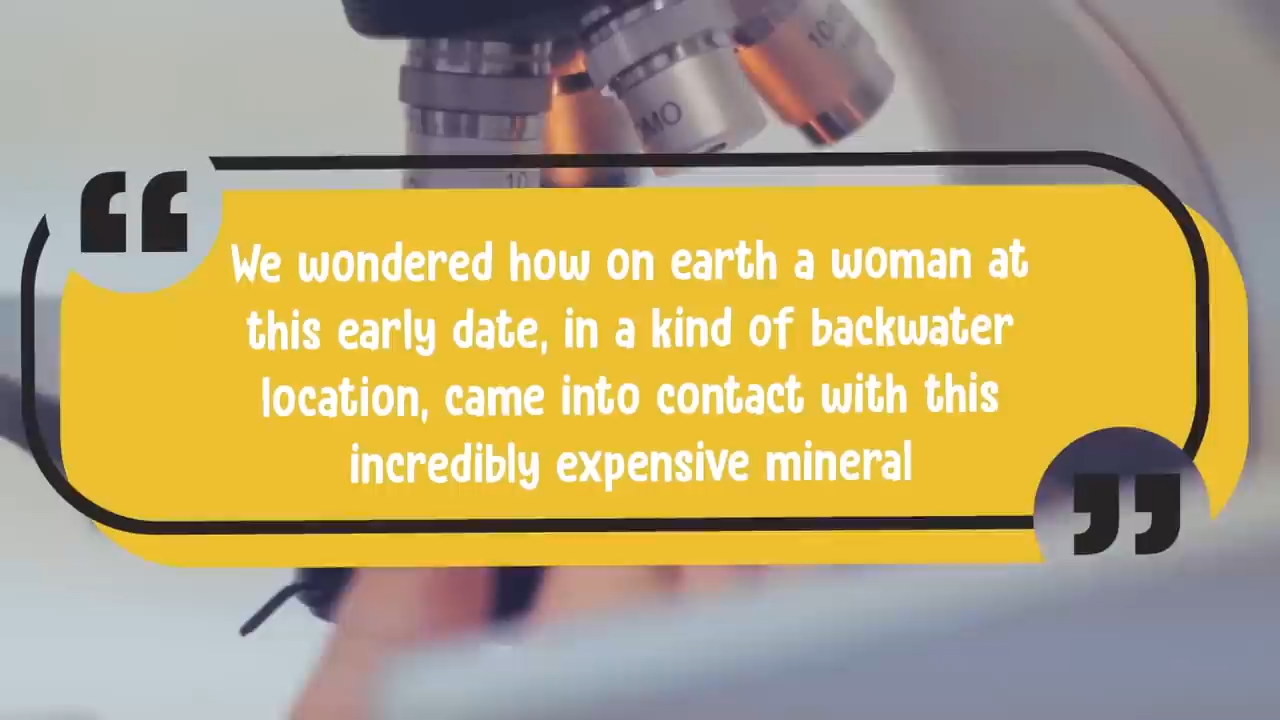 10
We wondered how on earth a woman at
this early date, in a kind of backwater
location, came into contact with this
incredibly expensive mineral